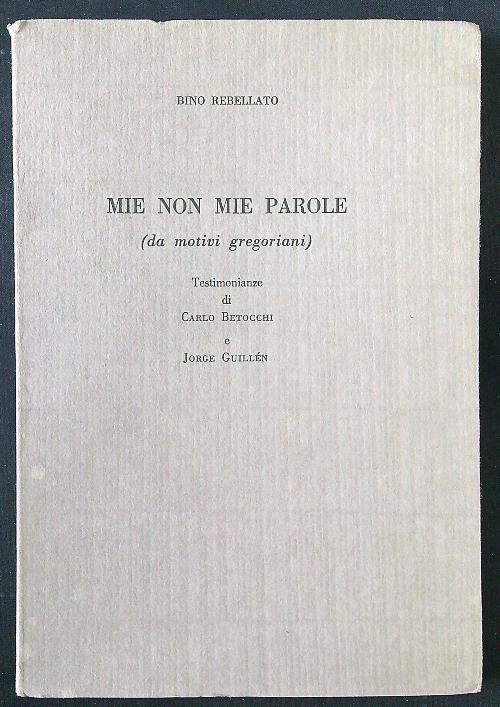 BINO REBELLATO
MIE NON MIE PAROLE
(da motivi gregoriani)
Testimonianze
di
CARLO BETOCCHI
e
JORGE GUILLÉN